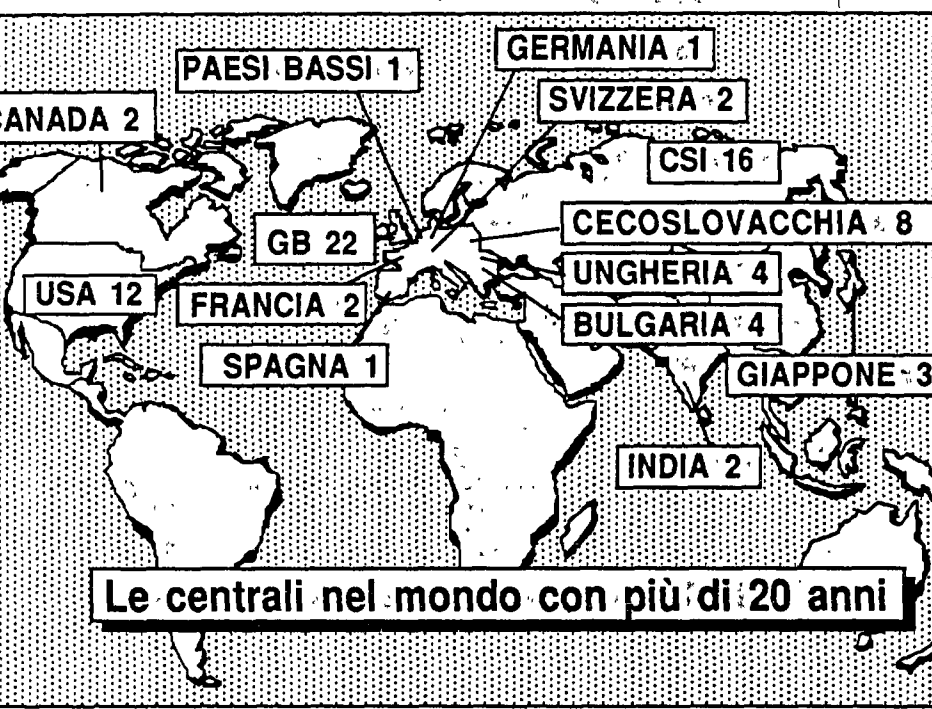 GERMANIA 1
PAESI BASSI 1
SVIZZERA 2
CANADA 2
CSI 16
GB 22
CECOSLOVACCHIA 8
UNGHERIA 4
USA 12
FRANCIA 2
BULGARIA 4
SPAGNA 1
GIAPPONE 3
INDIA 2
Le centrali nel mondo con più di 20 anni